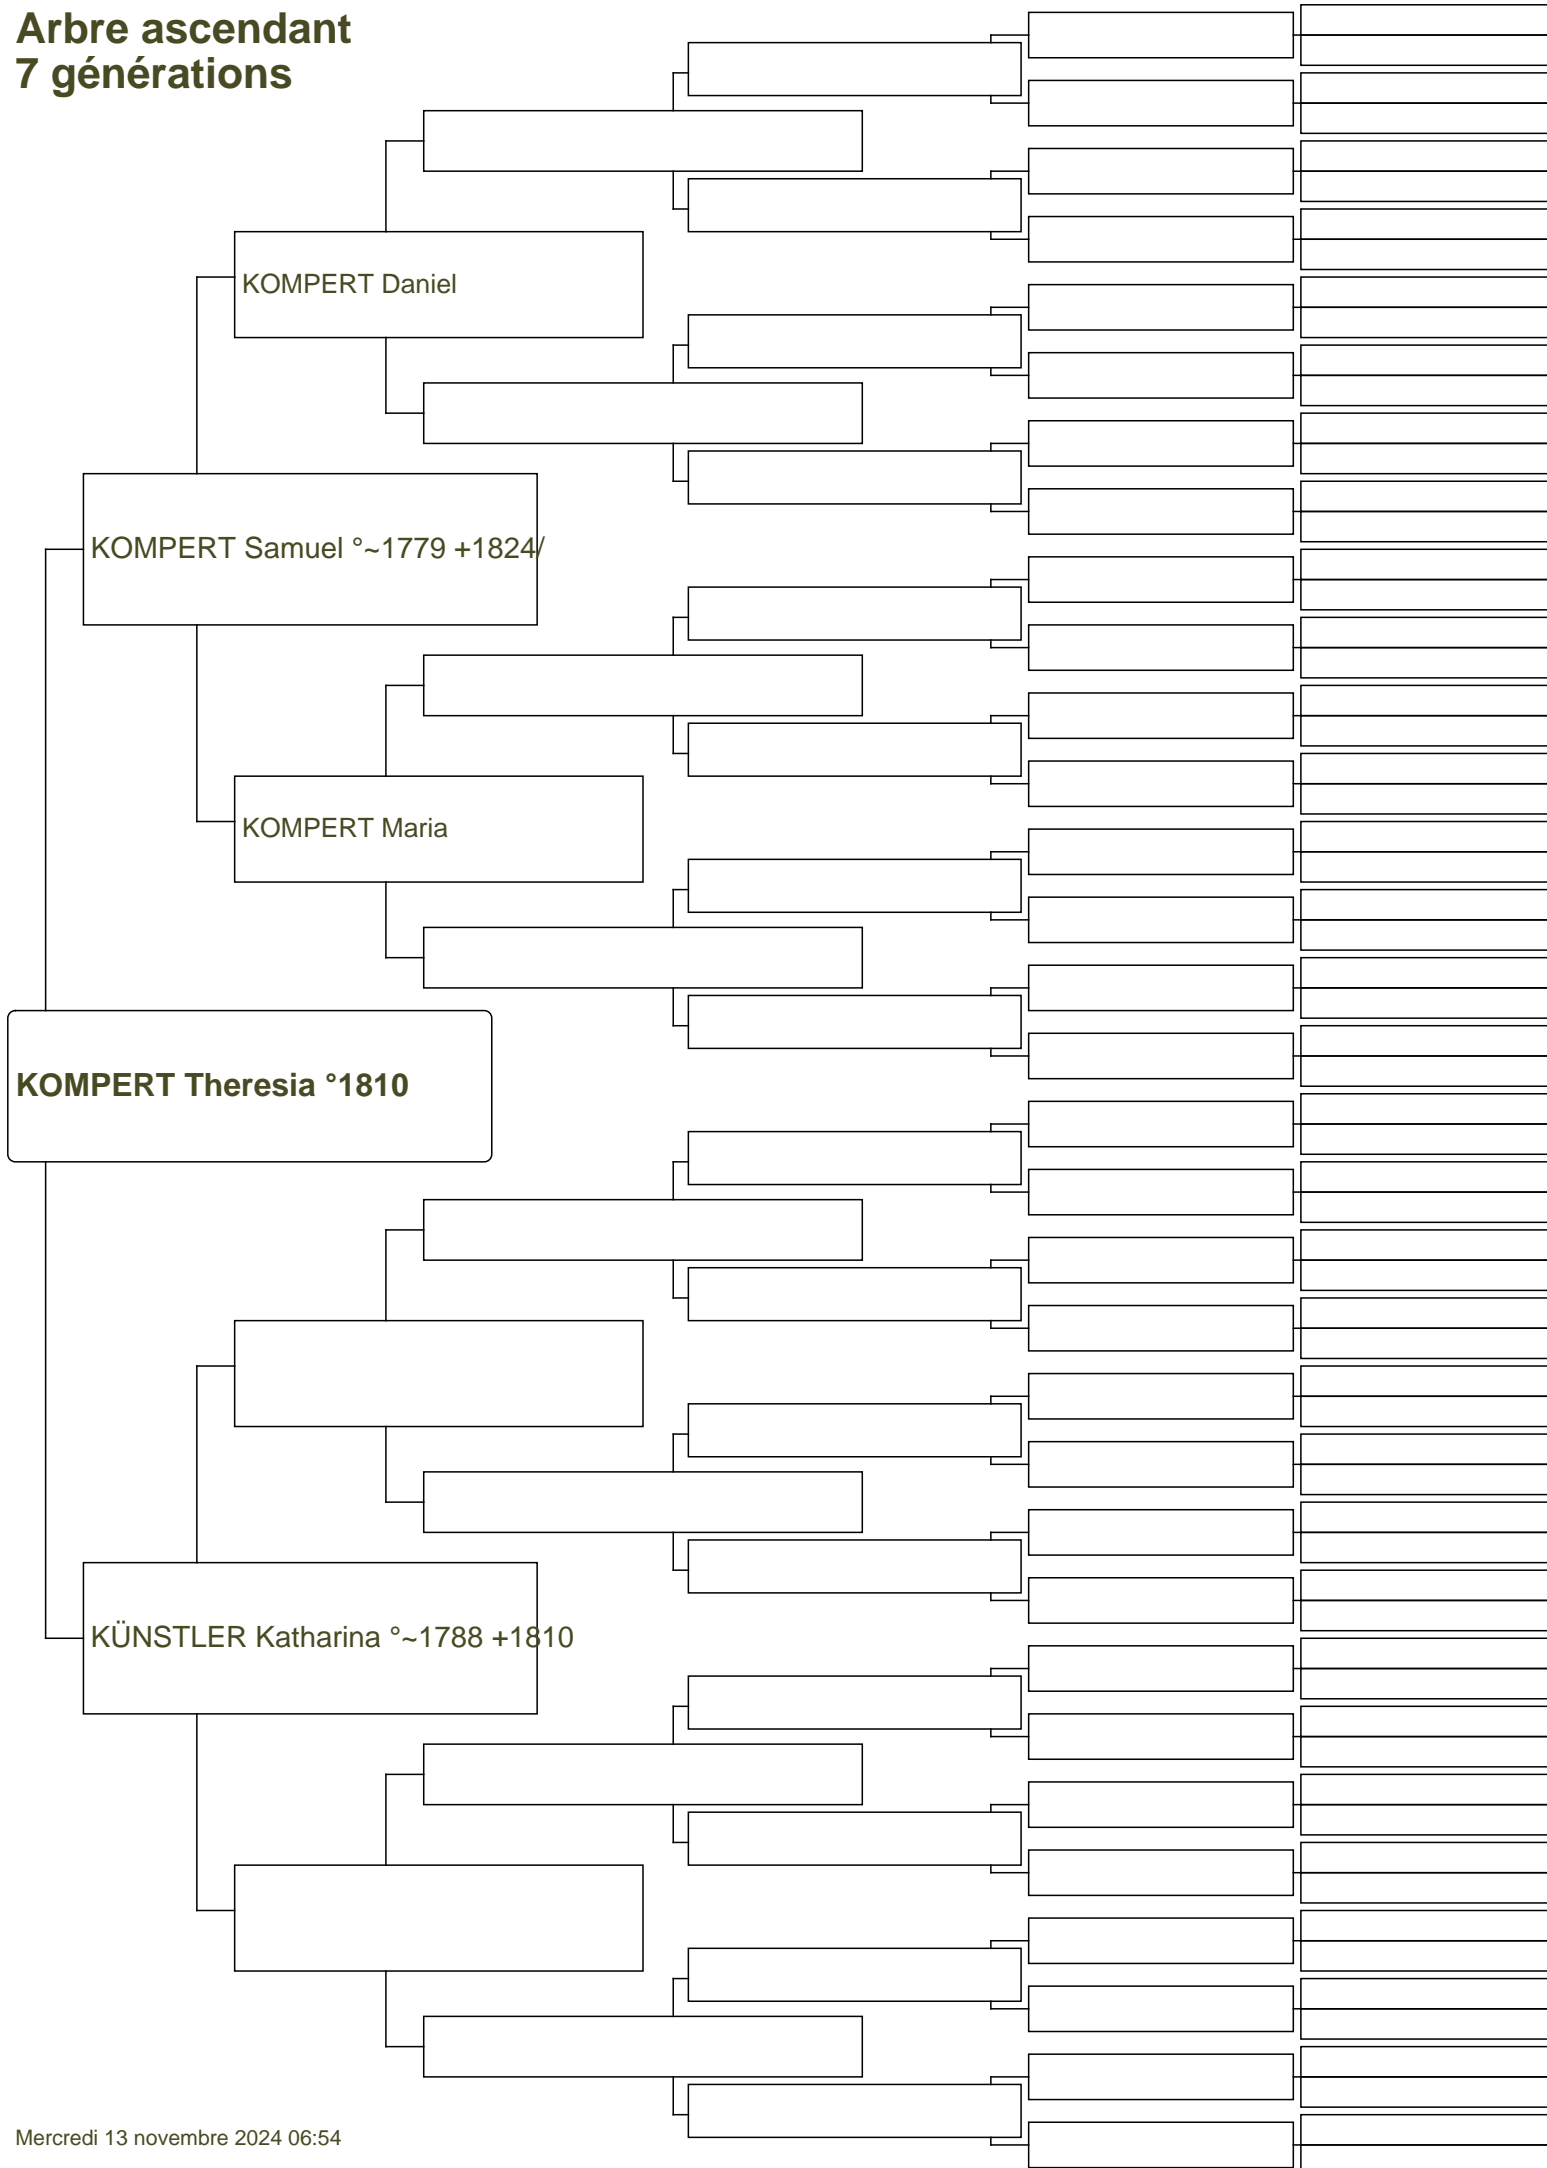 Arbre ascendant
7 générations
KOMPERT Daniel
KOMPERT Samuel °~1779 +1824/
KOMPERT Maria
KOMPERT Theresia °1810
KÜNSTLER Katharina °~1788 +1810
Mercredi 13 novembre 2024 06:54